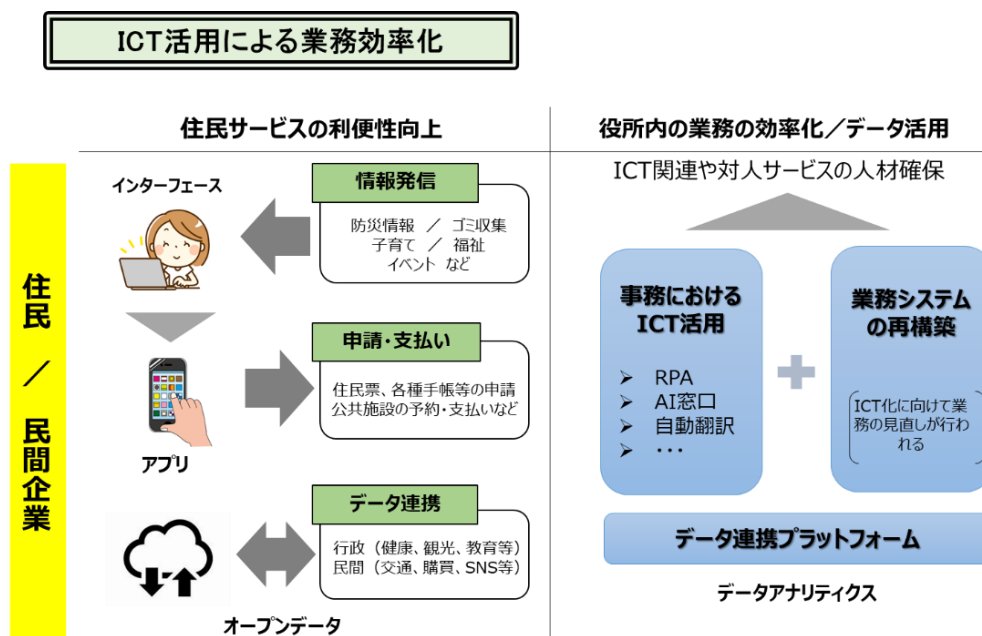 ICT活用による業務効率化
住民サービスの利便性向上
役所内の業務の効率化／データ活用
住民／民間企業
インターフェース
情報発信
防災情報 ／ ゴミ収集
子育て ／ 福祉
イベント など
申請・支払い
住民票、各種手帳等の申請
公共施設の予約・支払いなど
アプリ
データ連携
行政（健康、観光、教育等）
民間（交通、購買、SNS等）
オープンデータ
ICT関連や対人サービスの人材確保
事務における
ICT活用
➢ RPA
➢ AI窓口
➢ 自動翻訳
➢ ・・・
業務システム
の再構築
ICT化に向けて業
務の見直しが行わ
れる
データ連携プラットフォーム
データアナリティクス